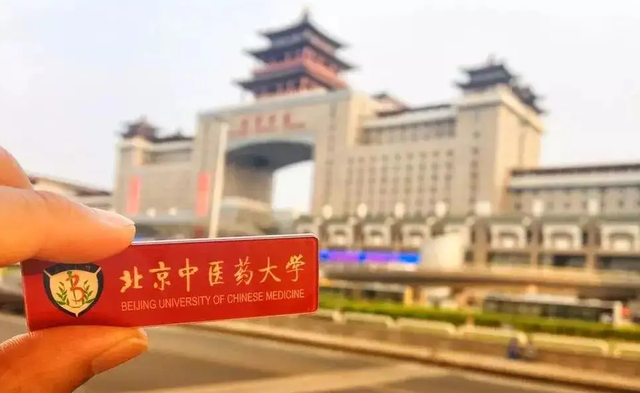 北京中医药大学
BEIJING UNIVERSITY OF CHINESE MEDICINE